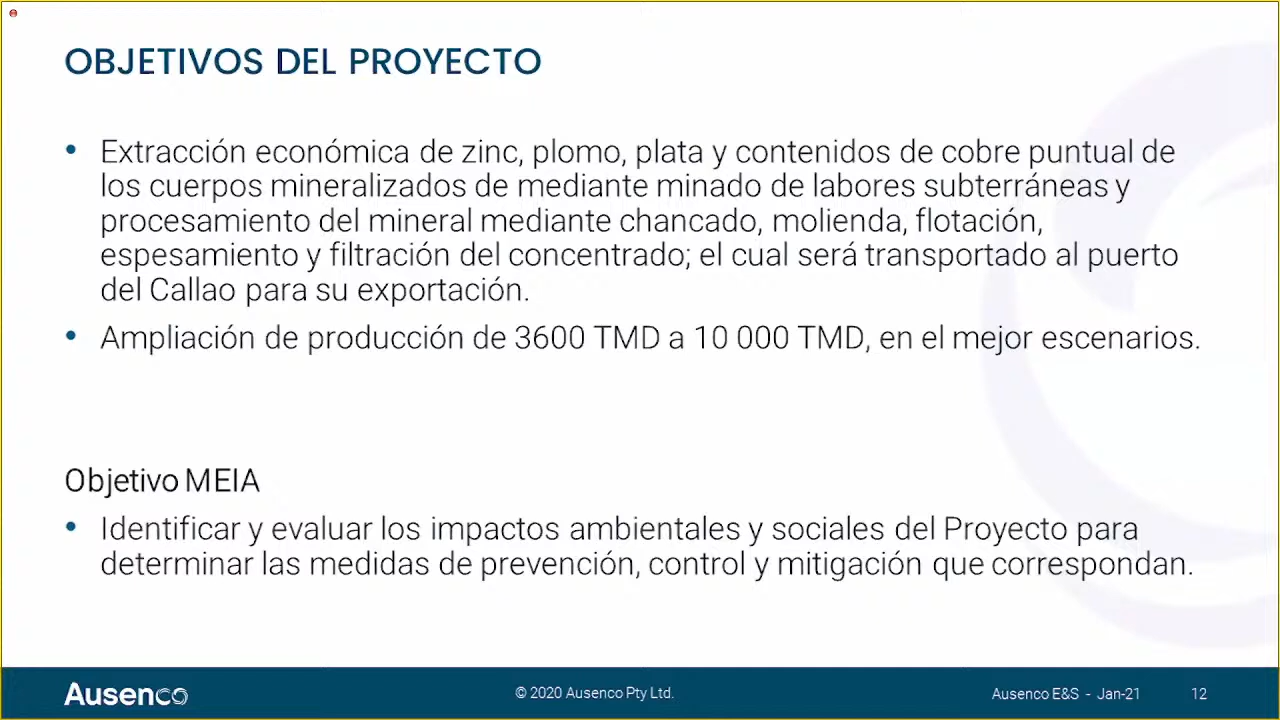 OBJETIVOS DEL PROYECTO
• Extracción económica de zinc, plomo, plata y contenidos de cobre puntual de
los cuerpos mineralizados de mediante minado de labores subterráneas y
procesamiento del mineral mediante chancado, molienda, flotación,
espesamiento y filtración del concentrado; el cual será transportado al puerto
del Callao para su exportación.
• Ampliación de producción de 3600 TMD a 10 000 TMD, en el mejor escenarios.
Objetivo MEIA
• Identificar y evaluar los impactos ambientales y sociales del Proyecto para
determinar las medidas de prevención, control y mitigación que correspondan.
Ausenco
© 2020 Ausenco Pty Ltd.
Ausenco E&S - Jan-21
12